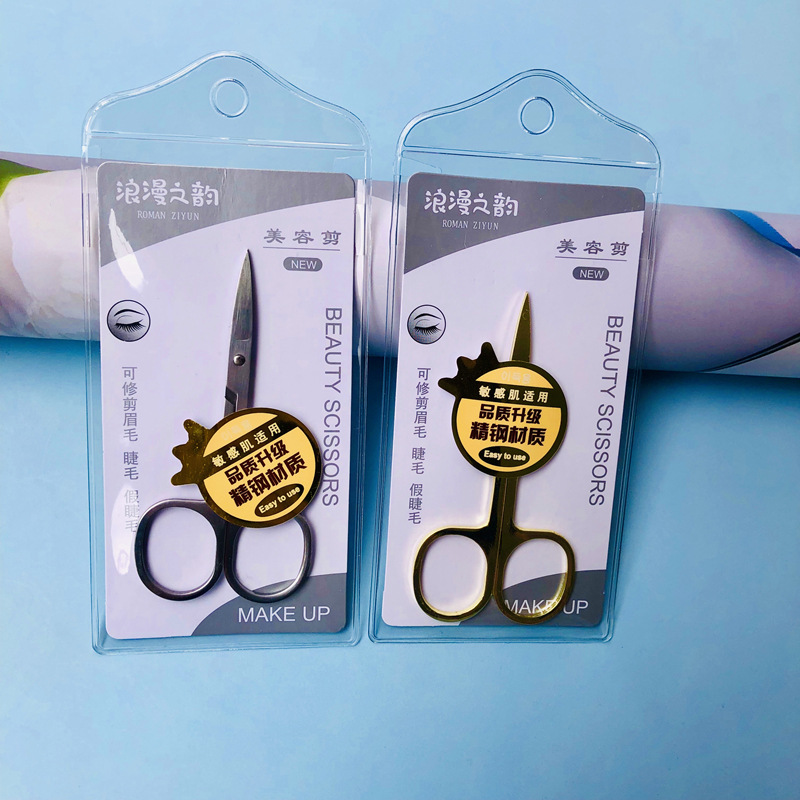 浪漫之韵
ROMAN ZIYUN
美容剪
NEW
BEAUTY SCISSORS
可修剪眉毛 睫毛 假睫毛
敏感肌适用
品质升级
精钢材质
Easy to use
MAKE UP
浪漫之韵
ROMAN ZIYUN
美容剪
NEW
BEAUTY SCISSORS
可修剪眉毛 睫毛 假睫毛
敏感肌适用
品质升级
精钢材质
Easy to use
MAKE UP